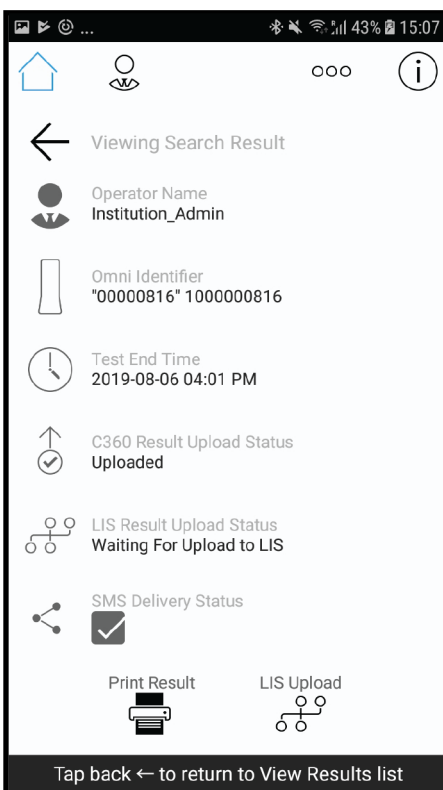 ... 43% 15:07
Viewing Search Result
Operator Name
Institution_Admin
Omni Identifier
"00000816" 1000000816
Test End Time
2019-08-06 04:01 PM
C360 Result Upload Status
Uploaded
LIS Result Upload Status
Waiting For Upload to LIS
SMS Delivery Status
Print Result LIS Upload
Tap back ← to return to View Results list